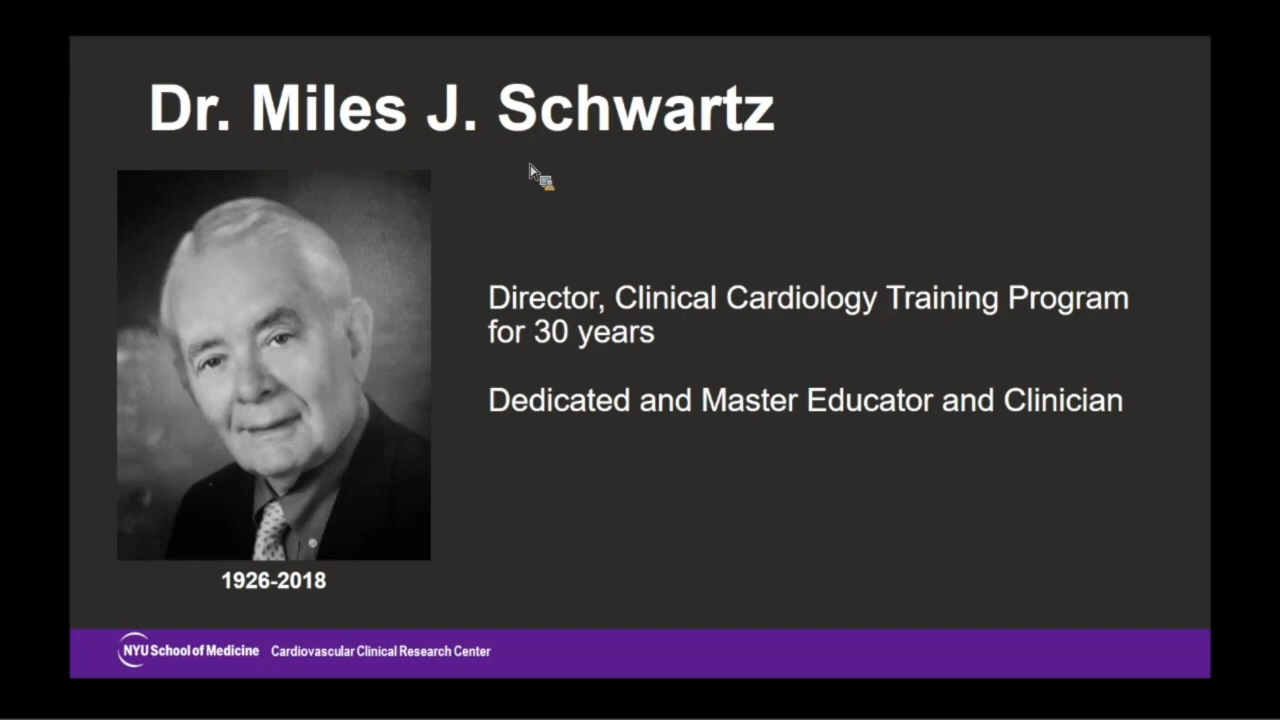 Dr. Miles J. Schwartz
Director, Clinical Cardiology Training Program
for 30 years
Dedicated and Master Educator and Clinician
1926-2018
NYU School of Medicine Cardiovascular Clinical Research Center